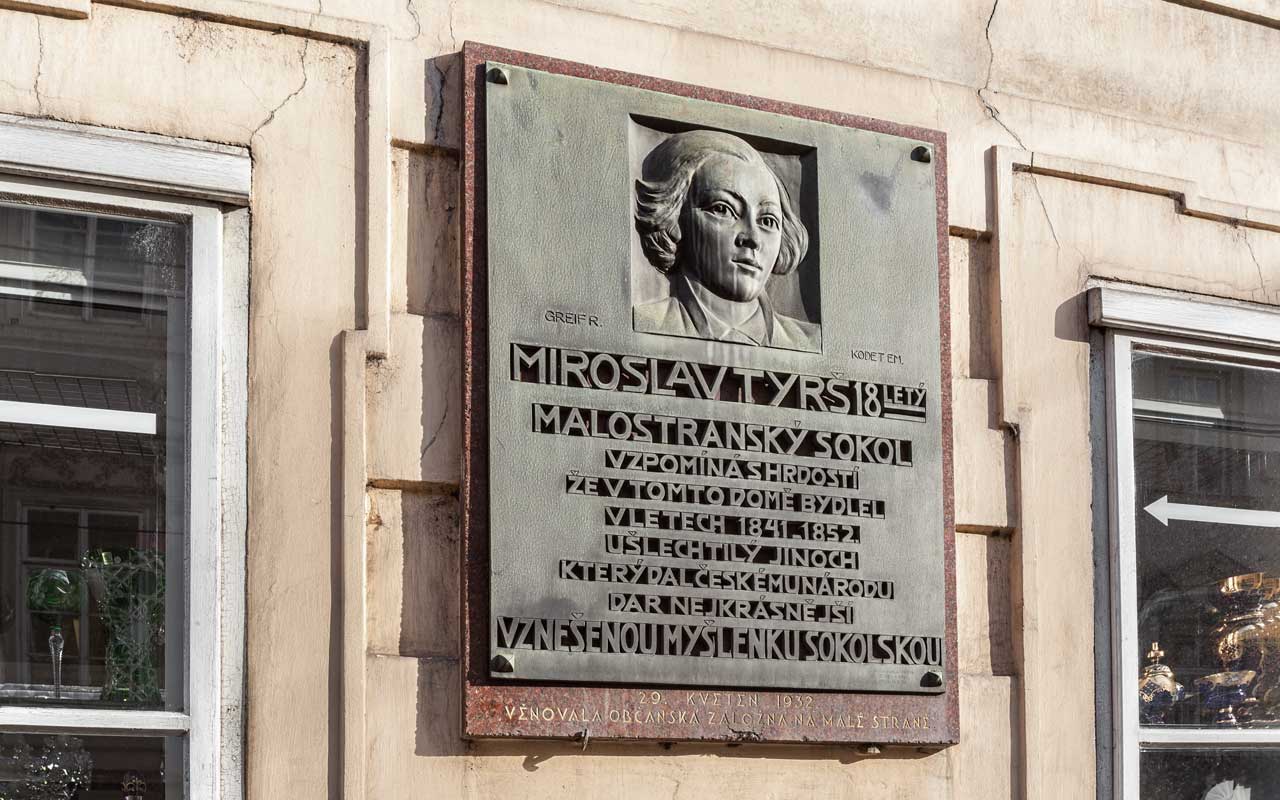 GREIF R.
KODET EM.
MIROSLAV TYRŠ 18 LETÝ
MALOSTRANSKÝ SOKOL
VZPOMÍNÁ S HRDOSTÍ
ŽE V TOMTO DOMĚ BYDLEL
V LETECH 1841-1852.
UŠLECHTILÝ JINOCH
KTERÝ DAL ČESKÉMU NÁRODU
DAR NEJKRÁSNĚJŠÍ
VZNEŠENOU MYŠLENKU SOKOLSKOU
29. KVĚTEN 1932
VĚNOVALA OBČANSKÁ ZÁLOŽNA NA MALÉ STRANĚ.